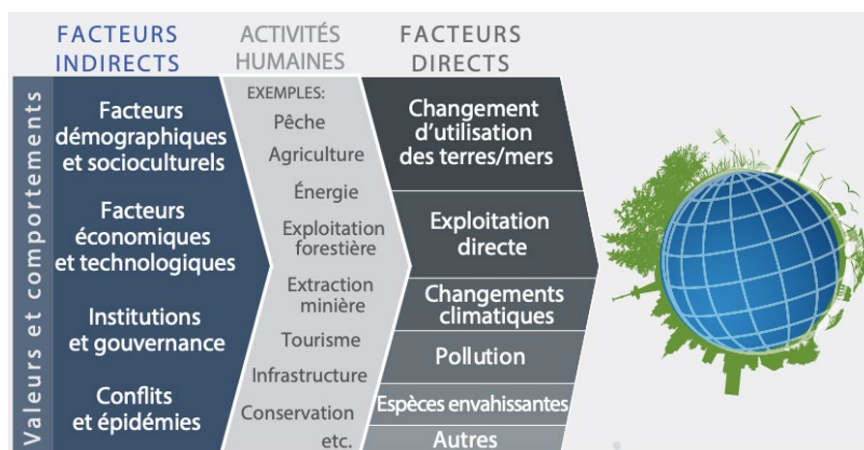 FACTEURS
INDIRECTS
ACTIVITÉS
HUMAINES
FACTEURS
DIRECTS
Valeurs et comportements
Facteurs
démographiques
et socioculturels
Facteurs
économiques
et technologiques
Institutions
et gouvernance
Conflits
et épidémies
EXEMPLES:
Pêche
Agriculture
Énergie
Exploitation
forestière
Extraction
minière
Tourisme
Infrastructure
Conservation
etc.
Changement
d’utilisation
des terres/mers
Exploitation
directe
Changements
climatiques
Pollution
Espèces envahissantes
Autres